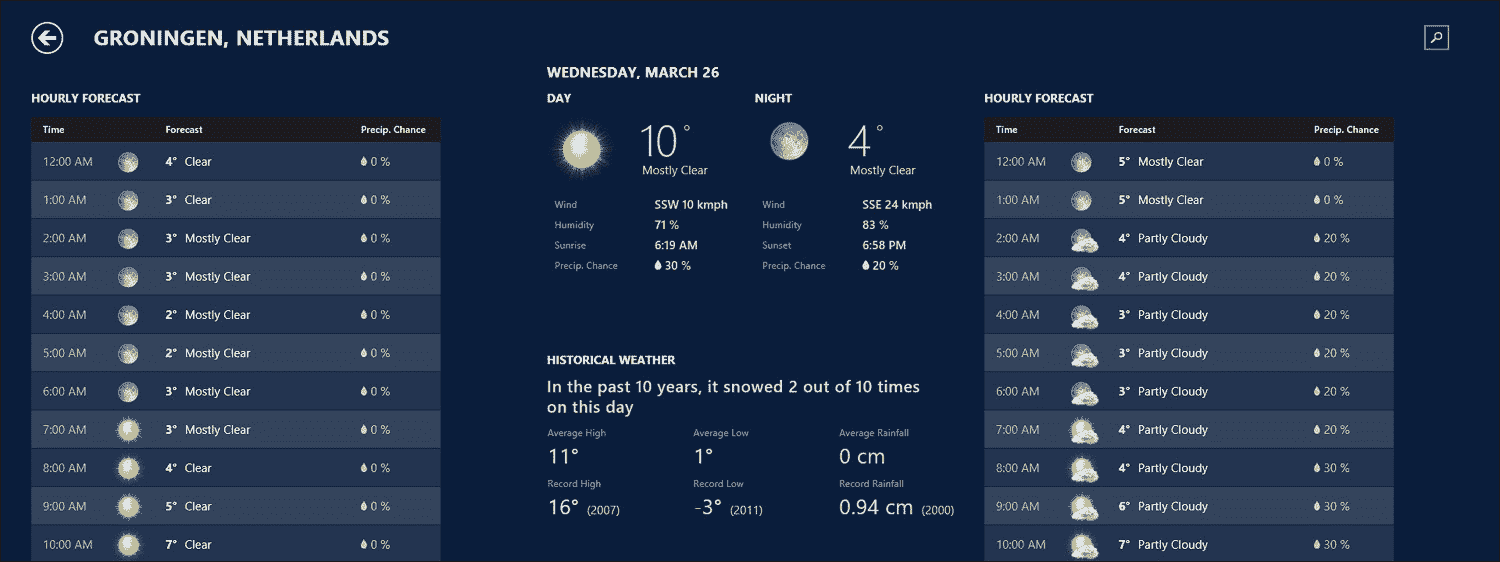 GRONINGEN, NETHERLANDS
HOURLY FORECAST
Time Forecast Precip. Chance
12:00 AM 4° Clear 0 %
1:00 AM 3° Clear 0 %
2:00 AM 3° Mostly Clear 0 %
3:00 AM 3° Mostly Clear 0 %
4:00 AM 2° Mostly Clear 0 %
5:00 AM 2° Mostly Clear 0 %
6:00 AM 3° Mostly Clear 0 %
7:00 AM 3° Mostly Clear 0 %
8:00 AM 4° Clear 0 %
9:00 AM 5° Clear 0 %
10:00 AM 7° Clear 0 %
WEDNESDAY, MARCH 26
DAY NIGHT
10° 4°
Mostly Clear Mostly Clear
Wind SSW 10 kmph Wind SSE 24 kmph
Humidity 71 % Humidity 83 %
Sunrise 6:19 AM Sunset 6:58 PM
Precip. Chance 30 % Precip. Chance 20 %
HISTORICAL WEATHER
In the past 10 years, it snowed 2 out of 10 times
on this day
Average High Average Low Average Rainfall
11° 1° 0 cm
Record High Record Low Record Rainfall
16° (2007) -3° (2011) 0.94 cm (2000)
HOURLY FORECAST
Time Forecast Precip. Chance
12:00 AM 5° Mostly Clear 0 %
1:00 AM 5° Mostly Clear 0 %
2:00 AM 4° Partly Cloudy 20 %
3:00 AM 4° Partly Cloudy 20 %
4:00 AM 3° Partly Cloudy 20 %
5:00 AM 3° Partly Cloudy 20 %
6:00 AM 3° Partly Cloudy 20 %
7:00 AM 4° Partly Cloudy 20 %
8:00 AM 4° Partly Cloudy 30 %
9:00 AM 6° Partly Cloudy 30 %
10:00 AM 7° Partly Cloudy 30 %